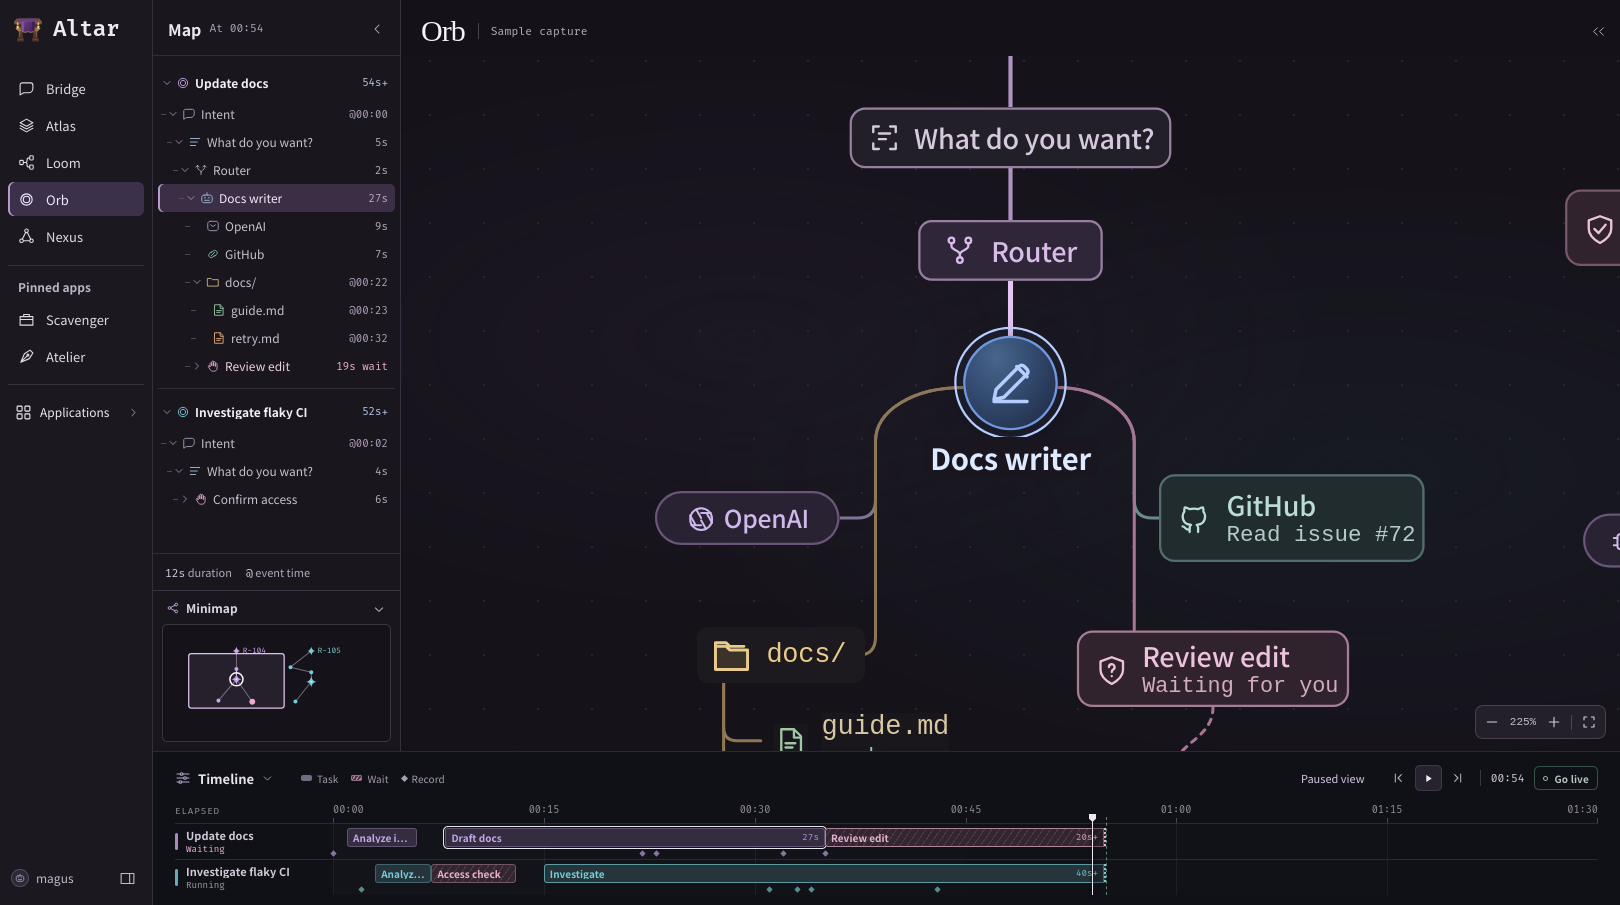 Altar
Bridge
Atlas
Loom
Orb
Nexus
Pinned apps
Scavenger
Atelier
Applications
magus
Map At 00:54
Update docs 54s+
Intent @00:00
What do you want? 5s
Router 2s
Docs writer 27s
OpenAI 9s
GitHub 7s
docs/ @00:22
guide.md @00:23
retry.md @00:32
Review edit 19s wait
Investigate flaky CI 52s+
Intent @00:02
What do you want? 4s
Confirm access 6s
12s duration @ event time
Minimap
R-104 R-105
Orb Sample capture
What do you want?
Router
Docs writer
OpenAI
GitHub
Read issue #72
docs/
Review edit
Waiting for you
guide.md
225%
Timeline Task Wait Record Paused view 00:54 Go live
ELAPSED 00:00 00:15 00:30 00:45 01:00 01:15 01:30
Update docs
Waiting
Analyze i... Draft docs 27s Review edit 20s+
Investigate flaky CI
Running
Analyz... Access check Investigate 40s+